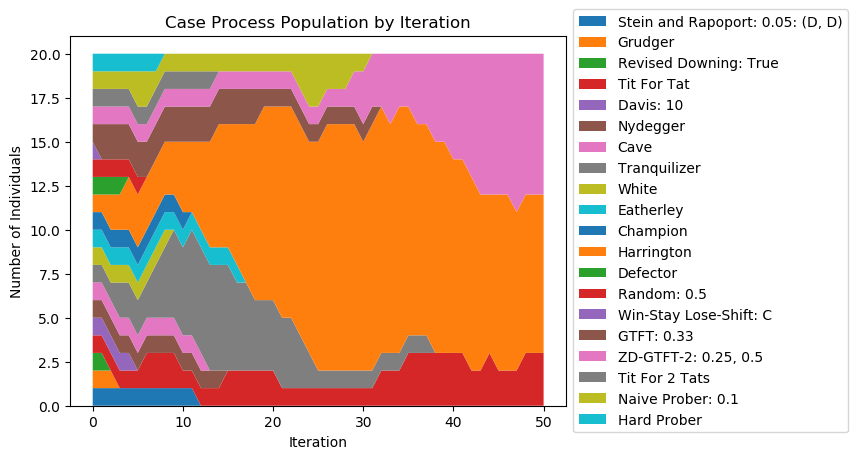 Case Process Population by Iteration
Number of Individuals
20.0
17.5
15.0
12.5
10.0
7.5
5.0
2.5
0.0
0 10 20 30 40 50
Iteration
Stein and Rapoport: 0.05: (D, D)
Grudger
Revised Downing: True
Tit For Tat
Davis: 10
Nydegger
Cave
Tranquilizer
White
Eatherley
Champion
Harrington
Defector
Random: 0.5
Win-Stay Lose-Shift: C
GTFT: 0.33
ZD-GTFT-2: 0.25, 0.5
Tit For 2 Tats
Naive Prober: 0.1
Hard Prober